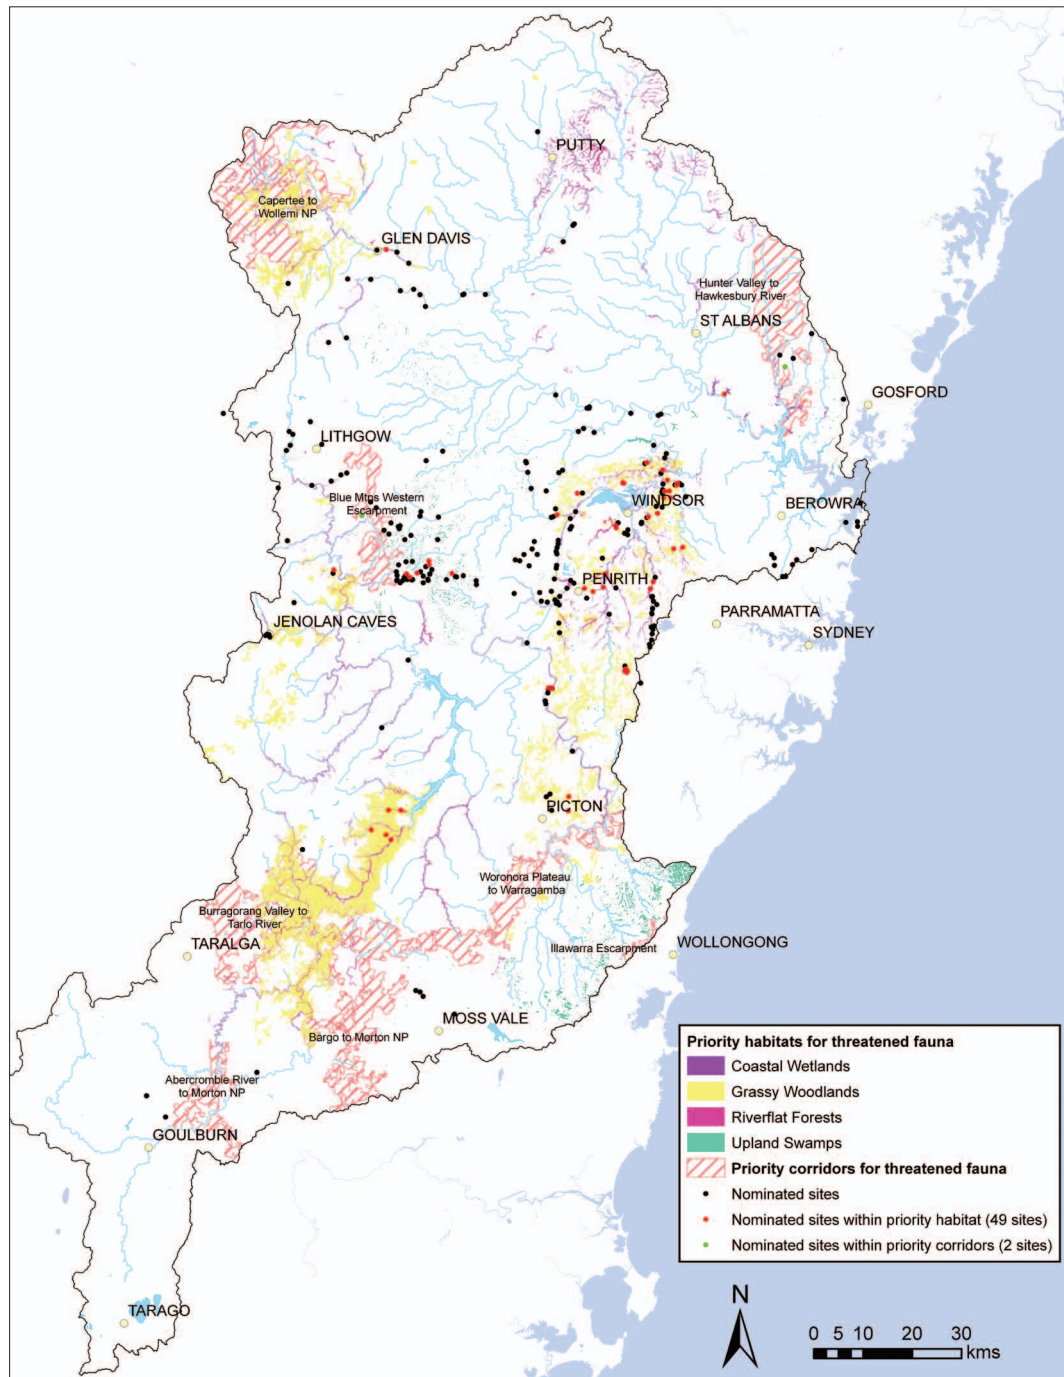 PUTTY
Capertee to
Wollemi NP
GLEN DAVIS
Hunter Valley to
Hawkesbury River
ST ALBANS
GOSFORD
LITHGOW
Blue Mtns Western
Escarpment
WINDSOR
BEROWRA
PENRITH
JENOLAN CAVES
PARRAMATTA
SYDNEY
PICTON
Woronora Plateau
to Warragamba
Burragorang Valley to
Tarlo River
TARALGA
Illawarra Escarpment
WOLLONGONG
MOSS VALE
Bargo to Morton NP
Abercrombie River
to Morton NP
GOULBURN
TARAGO
Priority habitats for threatened fauna
Coastal Wetlands
Grassy Woodlands
Riverflat Forests
Upland Swamps
Priority corridors for threatened fauna
Nominated sites
Nominated sites within priority habitat (49 sites)
Nominated sites within priority corridors (2 sites)
N
0 5 10 20 30
kms